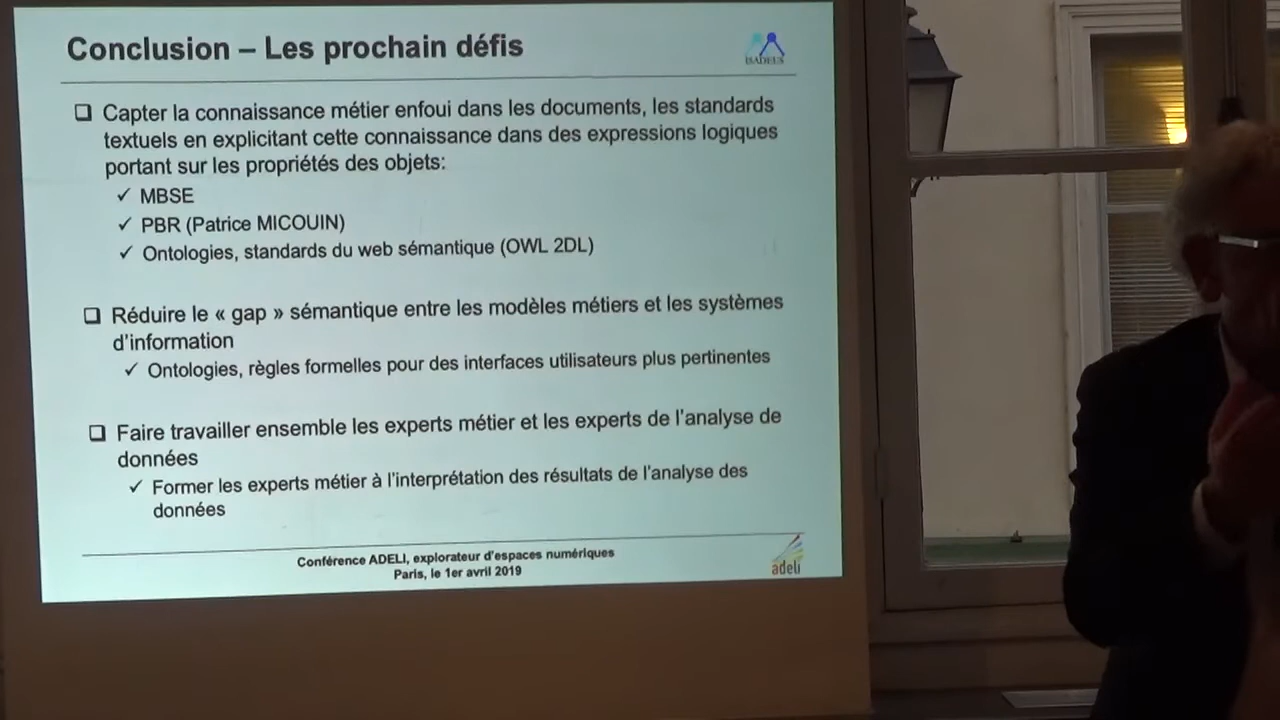 Conclusion – Les prochain défis
ISADEUS
Capter la connaissance métier enfoui dans les documents, les standards
textuels en explicitant cette connaissance dans des expressions logiques
portant sur les propriétés des objets:
MBSE
PBR (Patrice MICOUIN)
Ontologies, standards du web sémantique (OWL 2DL)
Réduire le « gap » sémantique entre les modèles métiers et les systèmes
d'information
Ontologies, règles formelles pour des interfaces utilisateurs plus pertinentes
Faire travailler ensemble les experts métier et les experts de l'analyse de
données
Former les experts métier à l'interprétation des résultats de l'analyse des
données
Conférence ADELI, explorateur d'espaces numériques
Paris, le 1er avril 2019
adeli